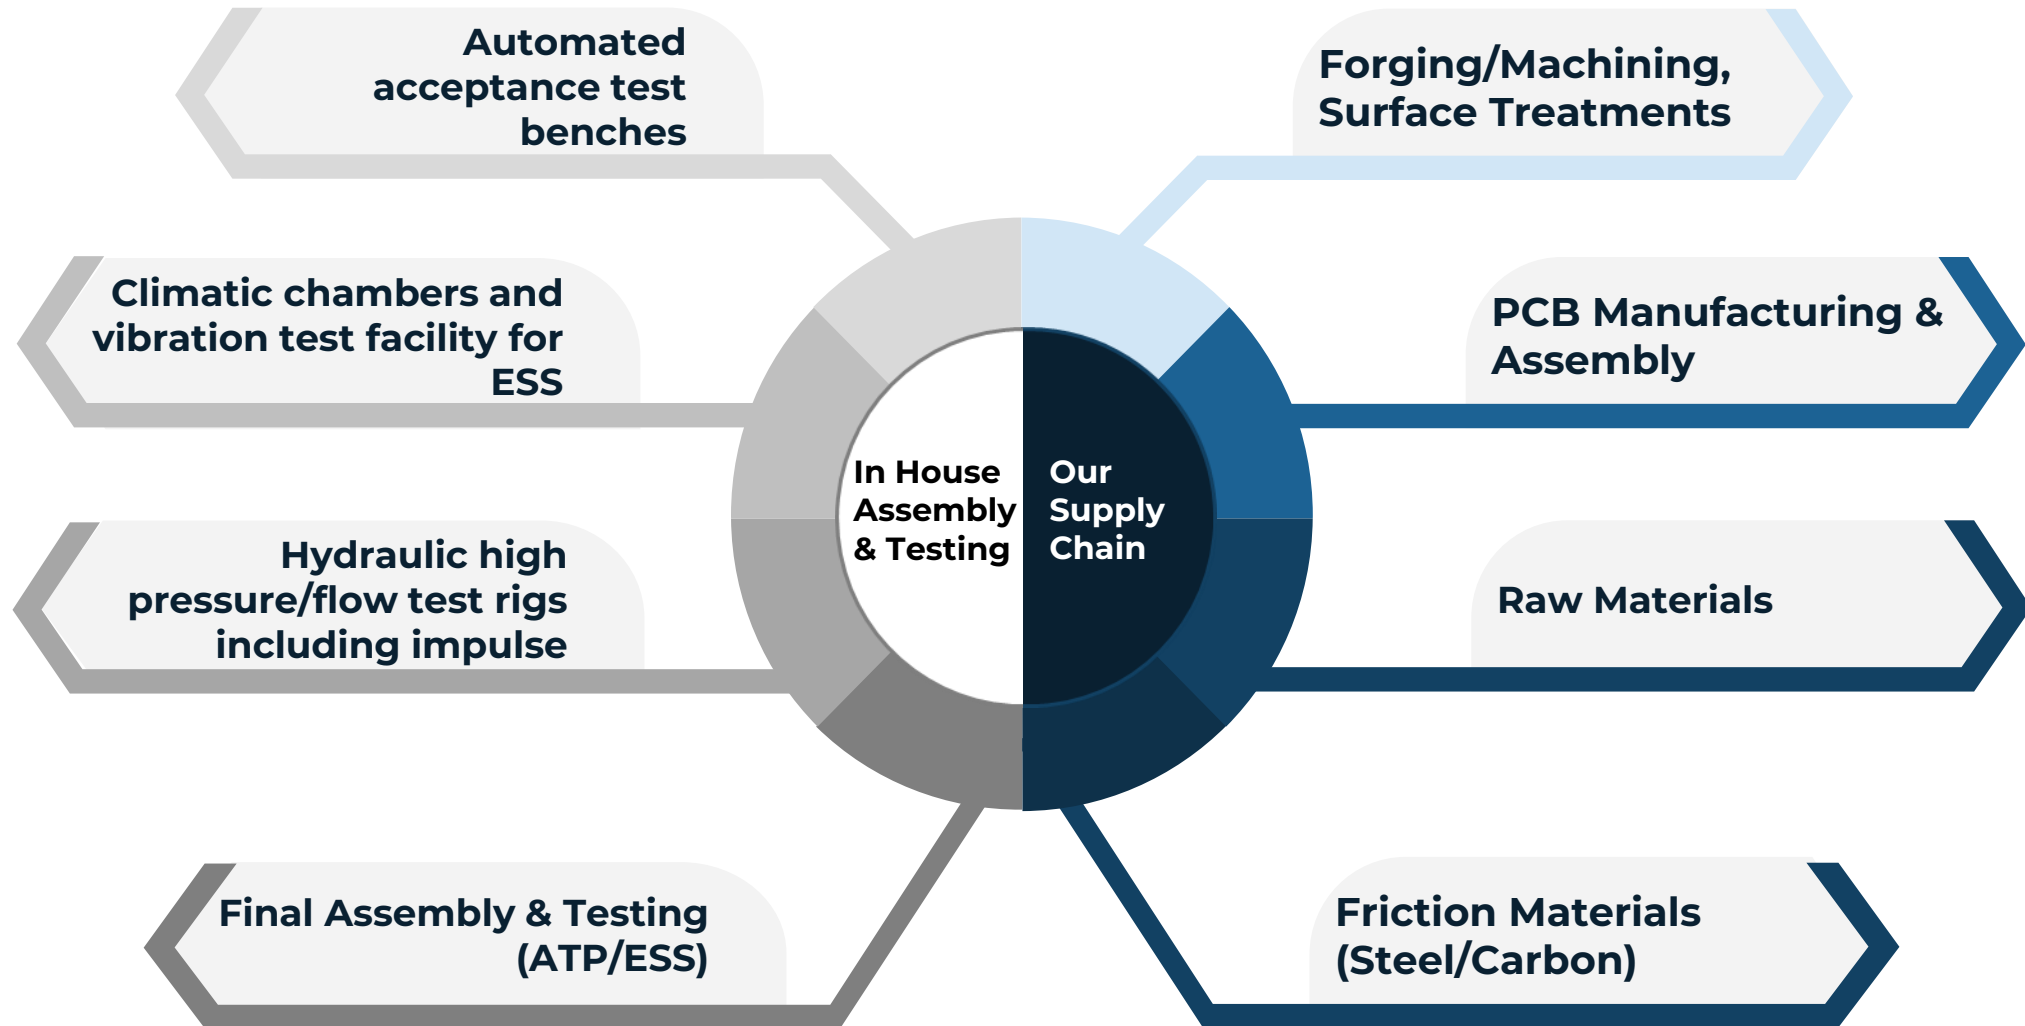 Automated
acceptance test
benches
Climatic chambers and
vibration test facility for
ESS
Hydraulic high
pressure/flow test rigs
including impulse
Final Assembly & Testing
(ATP/ESS)
In House
Assembly
& Testing
Our
Supply
Chain
Forging/Machining,
Surface Treatments
PCB Manufacturing &
Assembly
Raw Materials
Friction Materials
(Steel/Carbon)